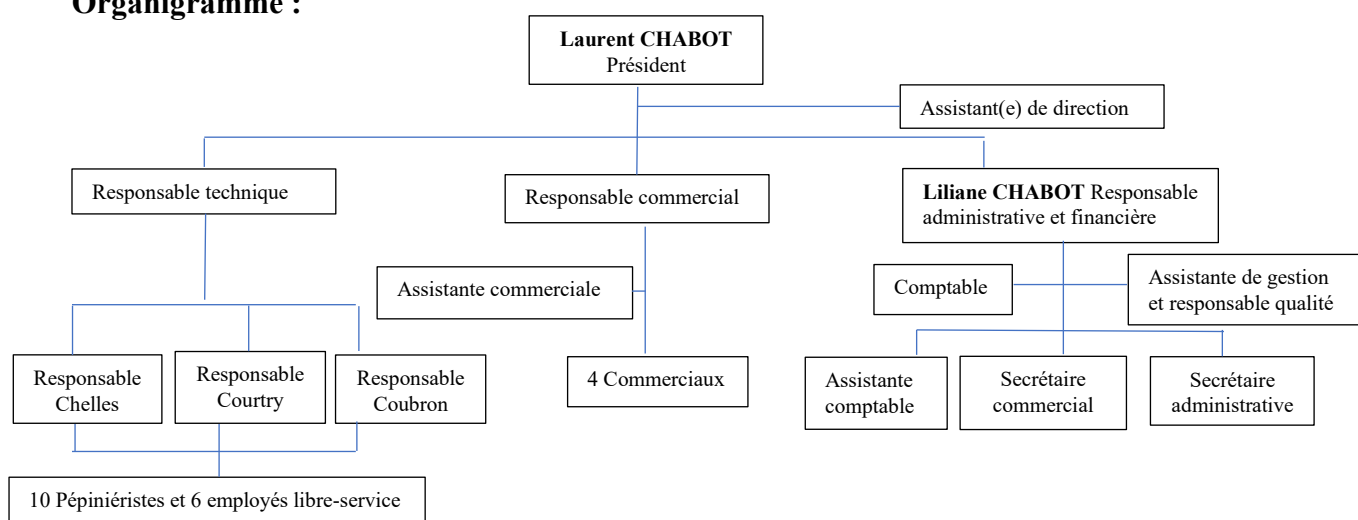 Organigramme :
Laurent CHABOT
Président
Assistant(e) de direction
Responsable technique
Responsable commercial
Liliane CHABOT Responsable
administrative et financière
Assistante commerciale
Comptable
Assistante de gestion
et responsable qualité
Responsable
Chelles
Responsable
Courtry
Responsable
Coubron
4 Commerciaux
Assistante
comptable
Secrétaire
commercial
Secrétaire
administrative
10 Pépiniéristes et 6 employés libre-service